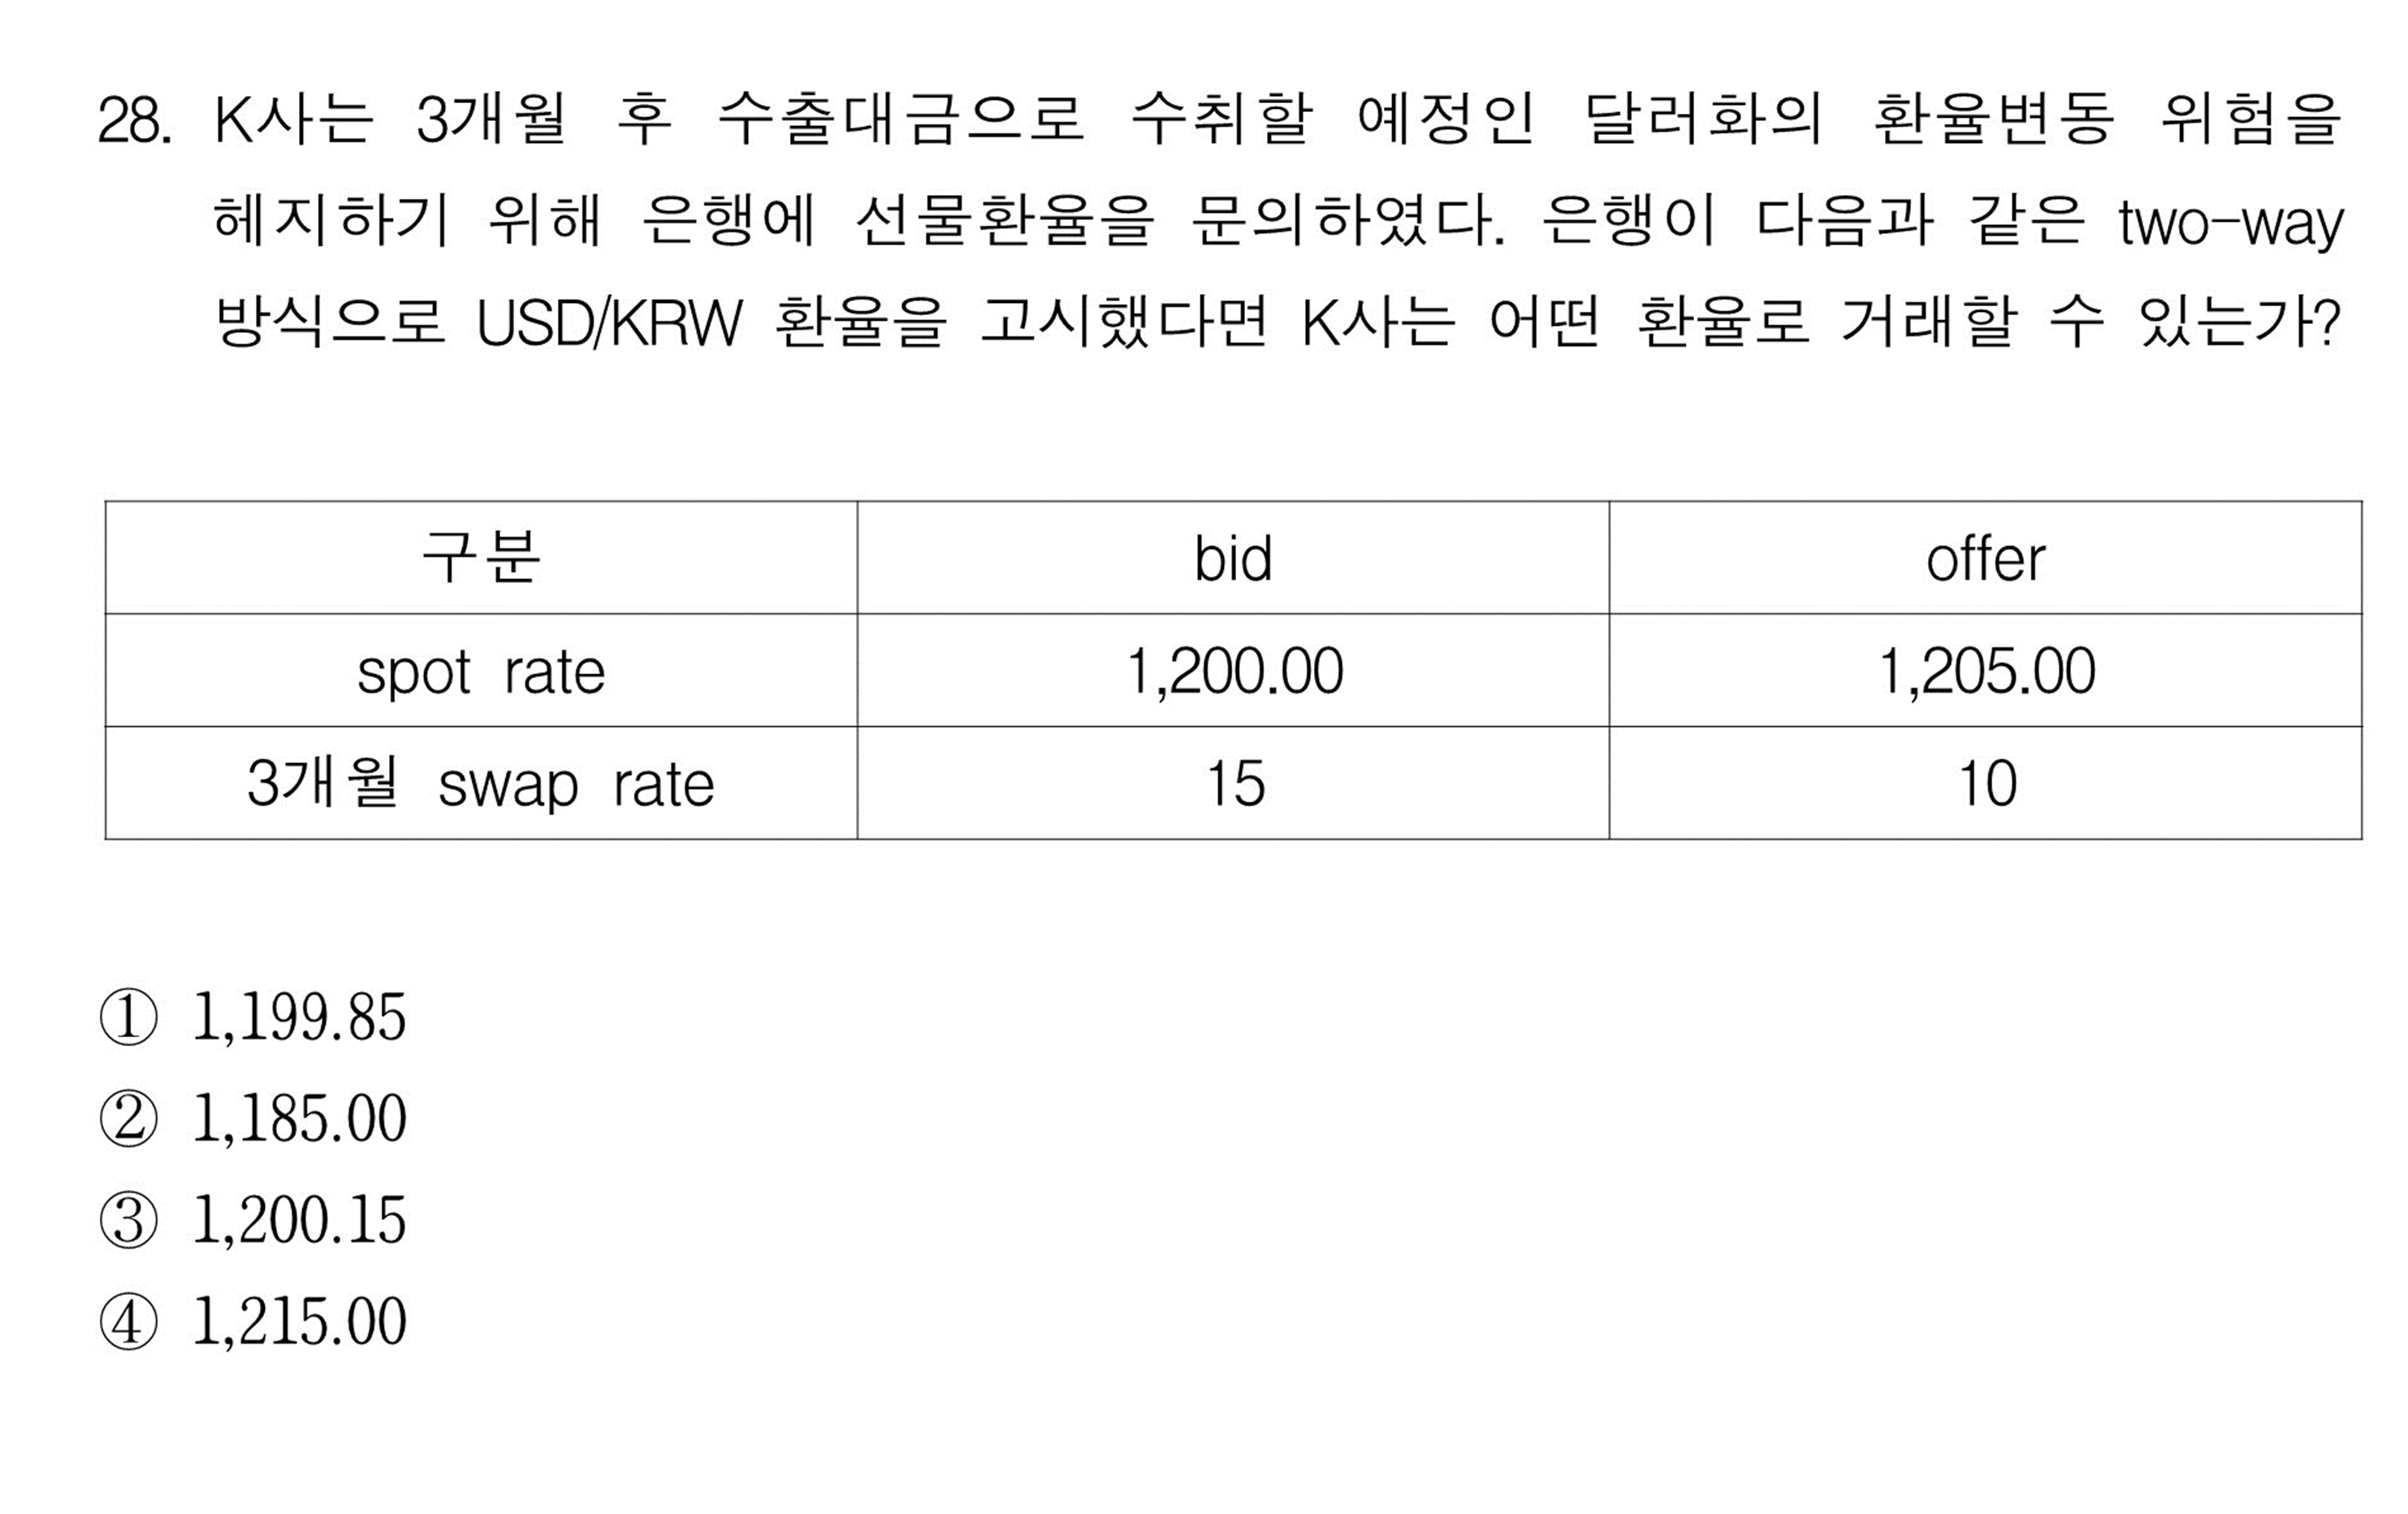 28. K사는 3개월 후 수출대금으로 수취할 예정인 달러화의 환율변동 위험을
헤지하기 위해 은행에 선물환율을 문의하였다. 은행이 다음과 같은 two-way
방식으로 USD/KRW 환율을 고시했다면 K사는 어떤 환율로 거래할 수 있는가?
구분 bid offer
spot rate 1,200.00 1,205.00
3개월 swap rate 15 10
① 1,199.85
② 1,185.00
③ 1,200.15
④ 1,215.00